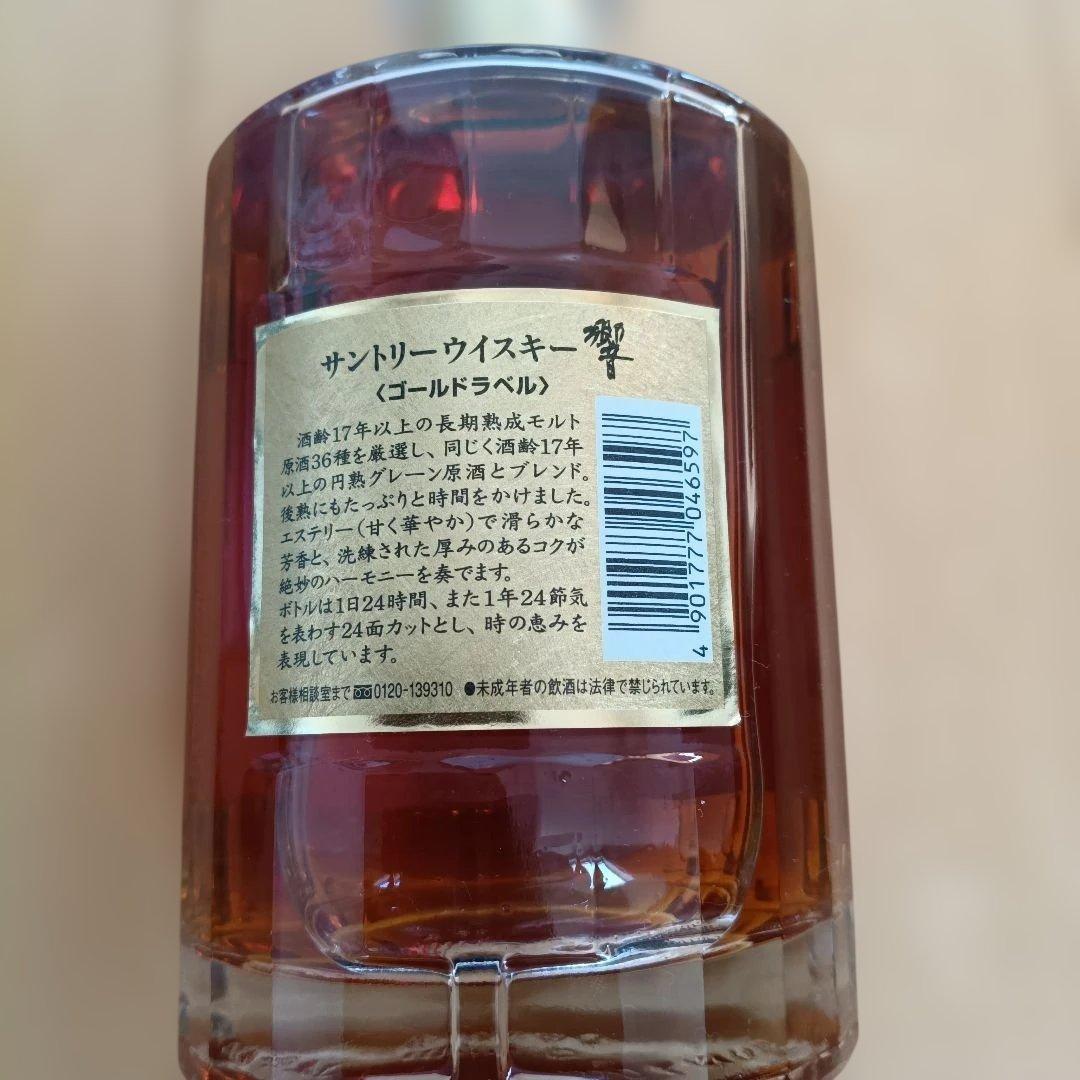 サントリーウイスキー 響
〈ゴールドラベル〉
酒齢17年以上の長期熟成モルト
原酒36種を厳選し、同じく酒齢17年
以上の円熟グレーン原酒とブレンド。
後熟にもたっぷりと時間をかけました。
エステリー(甘く華やか)で滑らかな
芳香と、洗練された厚みのあるコクが
絶妙のハーモニーを奏でます。
ボトルは1日24時間、また1年24節気
を表わす24面カットとし、時の恵みを
表現しています。
お客様相談室まで 0120-139310 ●未成年者の飲酒は法律で禁じられています。
4 901777 046597